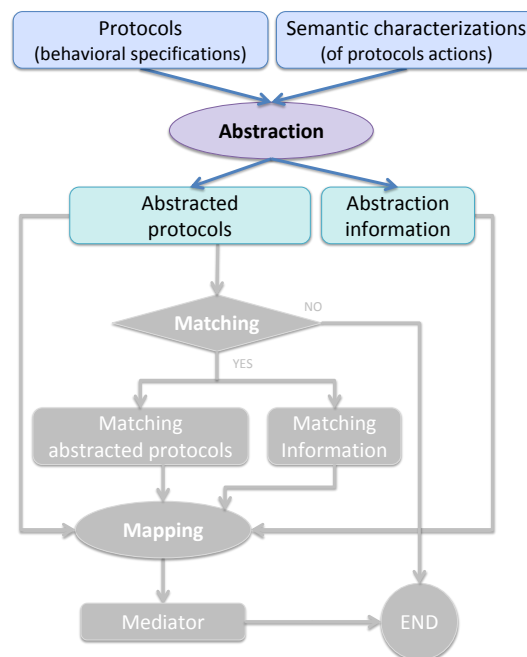 Protocols
(behavioral specifications)
Semantic characterizations
(of protocols actions)
Abstraction
Abstracted
protocols
Abstraction
information
Matching
NO
YES
Matching
abstracted protocols
Matching
Information
Mapping
Mediator
END